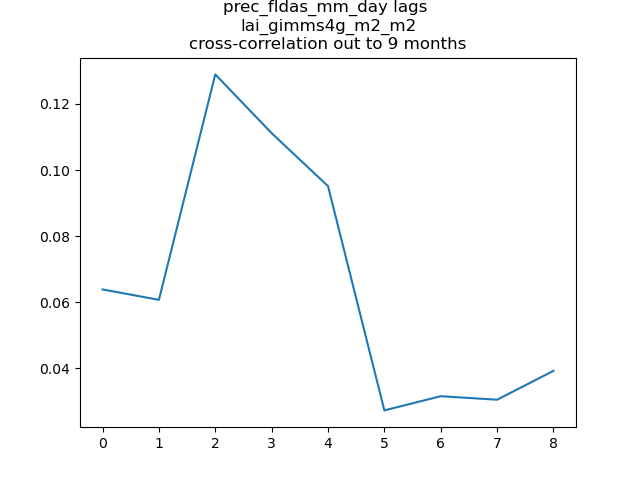 prec_fldas_mm_day lags
lai_gimms4g_m2_m2
cross-correlation out to 9 months
0.12
0.10
0.08
0.06
0.04
0 1 2 3 4 5 6 7 8